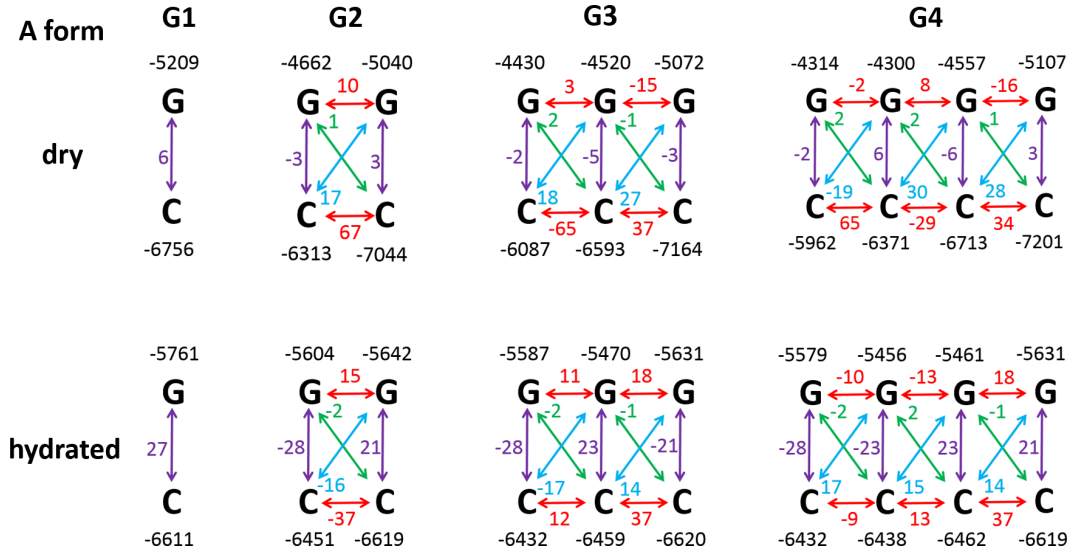 A form G1 G2 G3 G4
-5209 -4662 -5040 -4430 -4520 -5072 -4314 -4300 -4557 -5107
10 3 -15 -2 8 -16
G G G G G G G G G G
1 2 -1 2 2 1
dry 6 -3 3 -2 -5 -3 -2 6 -6 3
17 18 27 -19 30 28
C C C C C C C C C C
67 -65 37 65 -29 34
-6756 -6313 -7044 -6087 -6593 -7164 -5962 -6371 -6713 -7201
-5761 -5604 -5642 -5587 -5470 -5631 -5579 -5456 -5461 -5631
15 11 18 -10 -13 18
G G G G G G G G G G
-2 -2 -1 -2 2 -1
hydrated 27 -28 21 -28 23 -21 -28 -23 23 21
-16 -17 14 17 15 14
C C C C C C C C C C
-37 12 37 -9 13 37
-6611 -6451 -6619 -6432 -6459 -6620 -6432 -6438 -6462 -6619